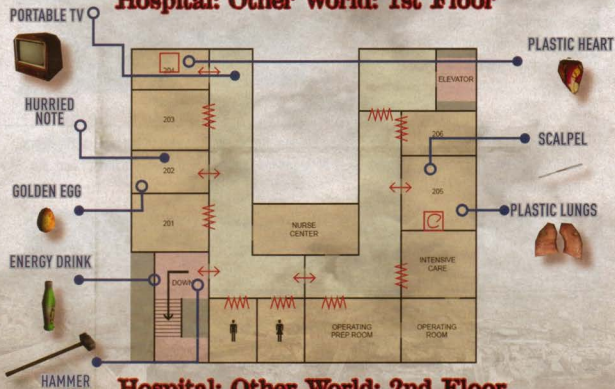 Hospital: Other World: 1st Floor
PORTABLE TV
PLASTIC HEART
204
ELEVATOR
HURRIED
NOTE
203
206
SCALPEL
202
205
GOLDEN EGG
201
PLASTIC LUNGS
NURSE
CENTER
ENERGY DRINK
DOWN
INTENSIVE
CARE
OPERATING
PREP ROOM
OPERATING
ROOM
HAMMER
Hospital: Other World: 2nd Floor